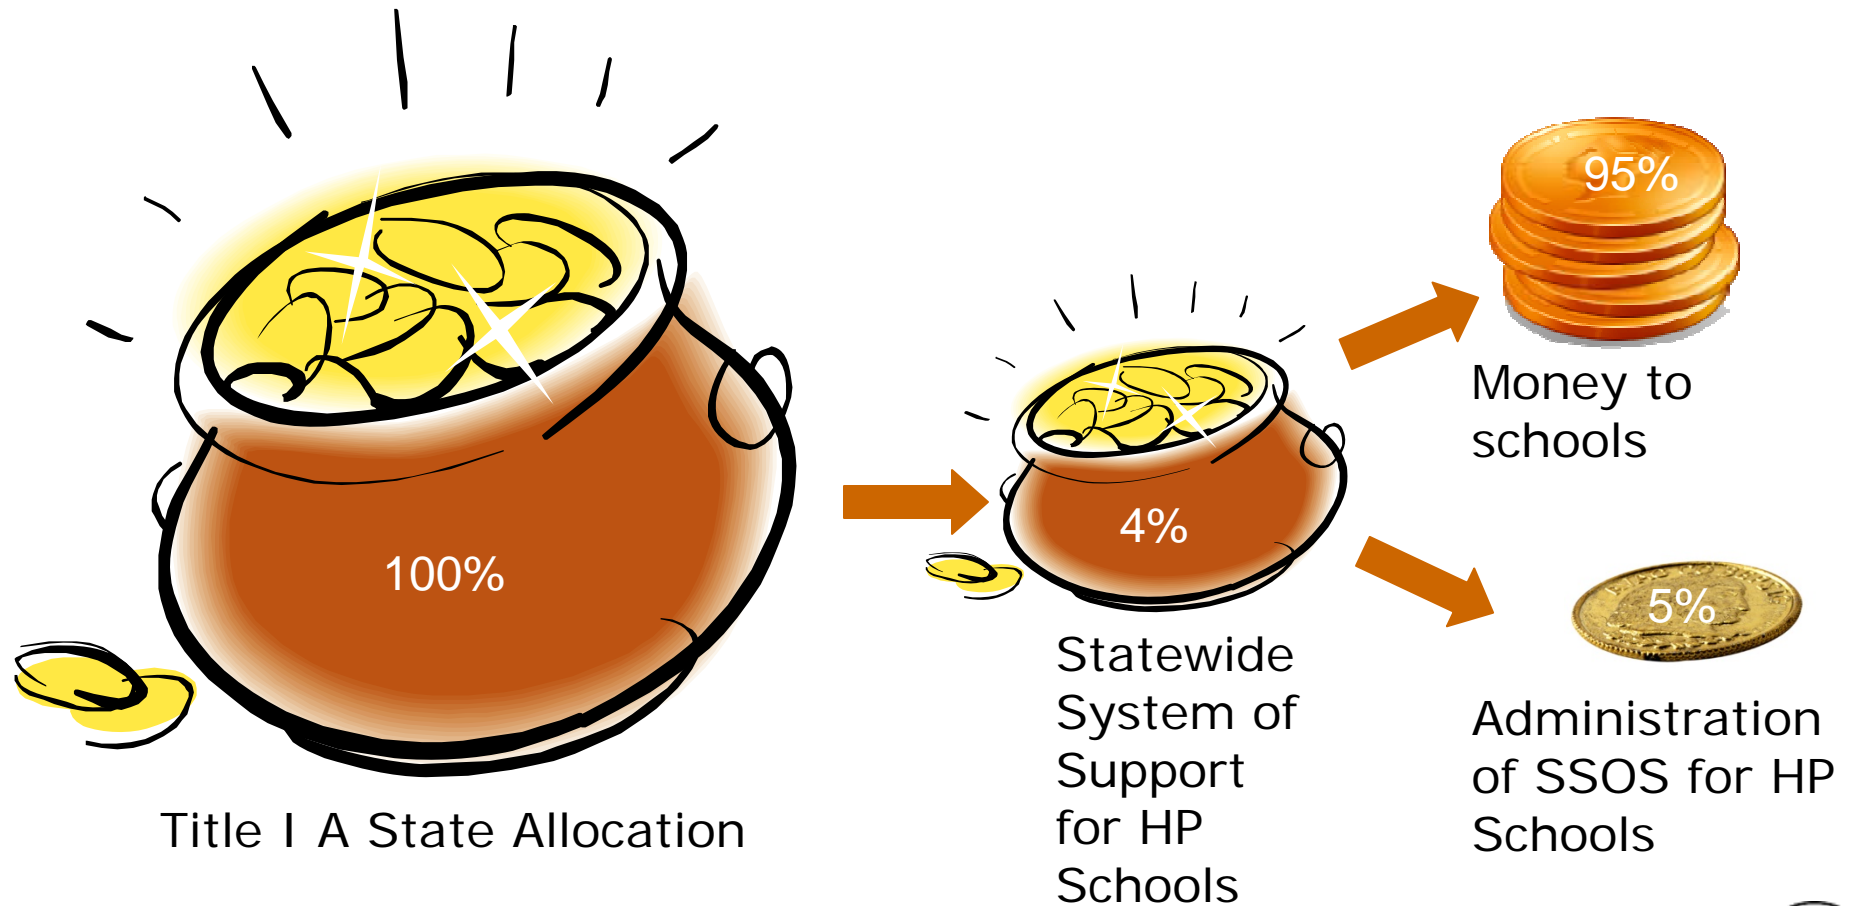 100%
Title I A State Allocation
4%
Statewide
System of
Support
for HP
Schools
95%
Money to
schools
5%
Administration
of SSOS for HP
Schools